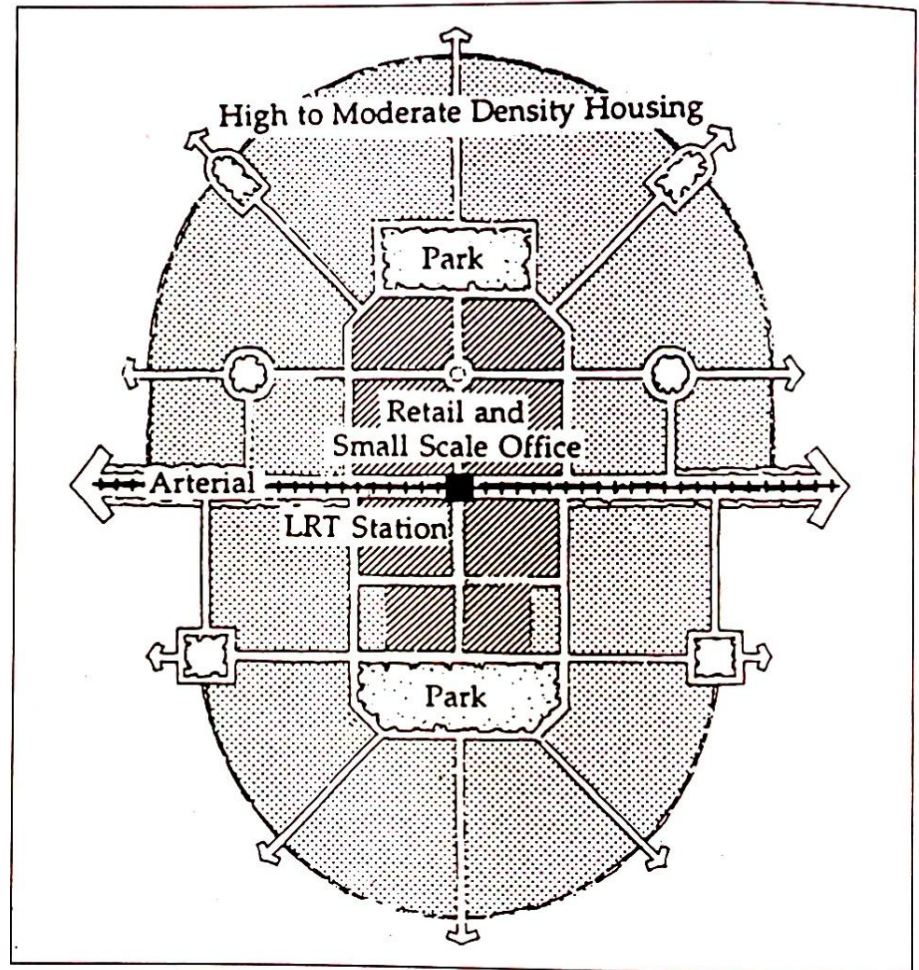 High to Moderate Density Housing
Park
Retail and
Small Scale Office
Arterial
LRT Station
Park